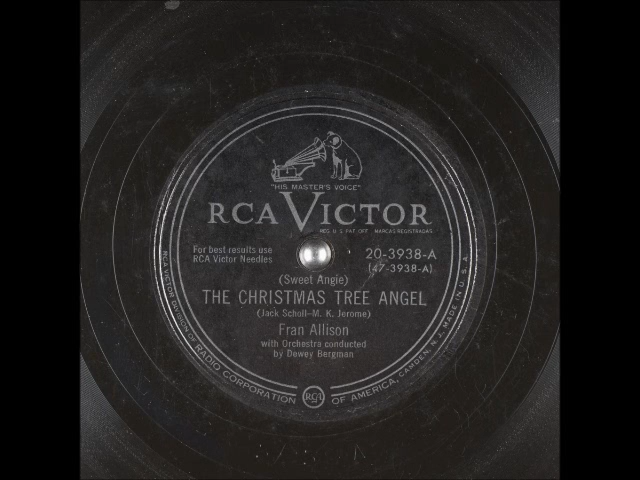 "HIS MASTER'S VOICE"
RCA VICTOR
REG. U.S. PAT. OFF. MARCAS REGISTRADAS
For best results use
RCA Victor Needles
20-3938-A
(47-3938-A)
(Sweet Angie)
THE CHRISTMAS TREE ANGEL
(Jack Scholl-M. K. Jerome)
Fran Allison
with Orchestra conducted
by Dewey Bergman
RCA VICTOR DIVISION OF RADIO CORPORATION RCA OF AMERICA, CAMDEN, N.J. MADE IN U.S.A.